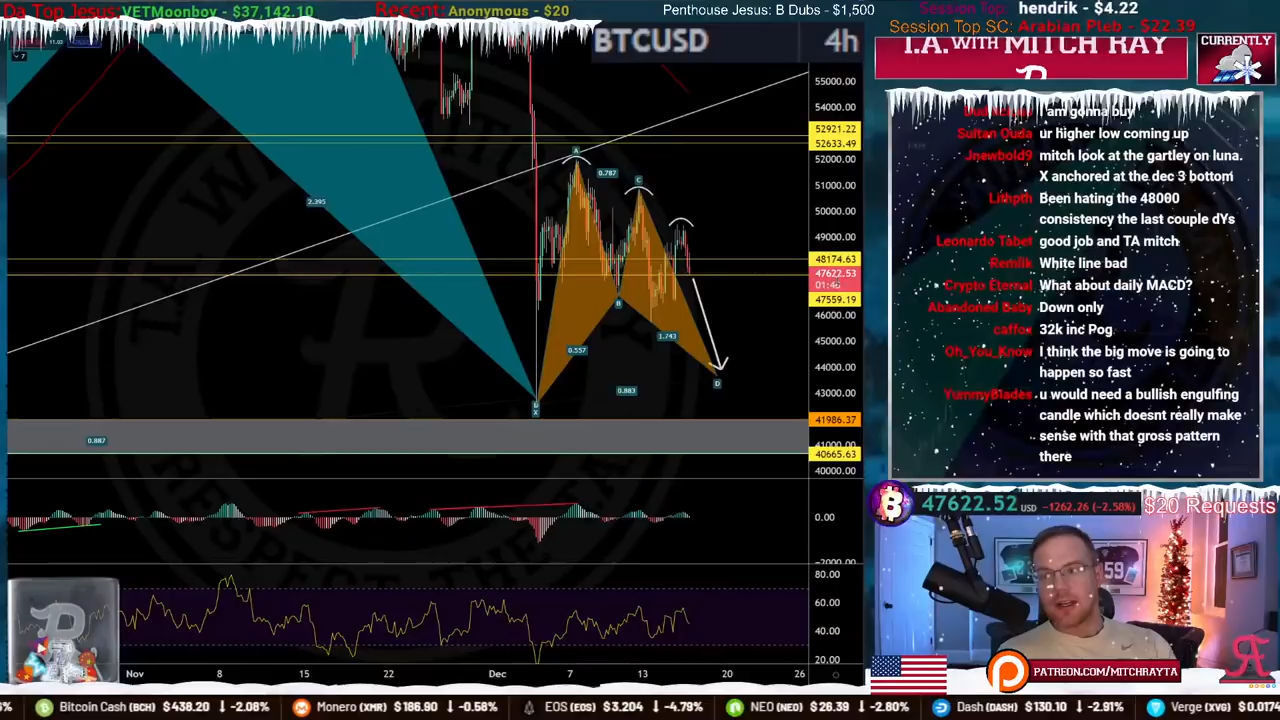 Da Top Jesus: VETMoonboy - $37,142.10
Recent: Anonymous - $20
Penthouse Jesus: B Dubs - $1,500
Session Top: hendrik - $4.22
Session Top SC: Arabian Pleb - $22.39
BTCUSD 4h
T.A. WITH MITCH RAY
CURRENTLY
55000.00
54000.00
52921.22
52633.49
52000.00
51000.00
50000.00
49000.00
48174.63
47622.53
47559.19
46000.00
45000.00
44000.00
43000.00
41986.37
41000.00
40665.63
40000.00
A
0.787
C
2.395
B
1.743
0.557
0.883
D
X
0.887
0.00
-2000.00
80.00
60.00
40.00
20.00
Nov 8 15 22 Dec 7 13 20 26
I am gonna buy
Sultan Ouda ur higher low coming up
Jnewbold9 mitch look at the gartley on luna.
X anchored at the dec 3 bottom
Lithpth Been hating the 48000
consistency the last couple dYs
Leonardo Tabet good job and TA mitch
Remilk White line bad
Crypto Eternal What about daily MACD?
Abandoned Baby Down only
caffox 32k inc Pog
Oh_You_Know I think the big move is going to
happen so fast
YummyBlades u would need a bullish engulfing
candle which doesnt really make
sense with that gross pattern
there
47622.52 USD -1262.26 (-2.58%)
$20 Requests
59
PATREON.COM/MITCHRAYTA
Bitcoin Cash (BCH) $438.20 -2.08%
Monero (XMR) $186.90 -0.56%
EOS (EOS) $3.204 -4.79%
NEO (NEO) $26.39 -2.80%
Dash (DASH) $130.10 -2.91%
Verge (XVG) $0.0174